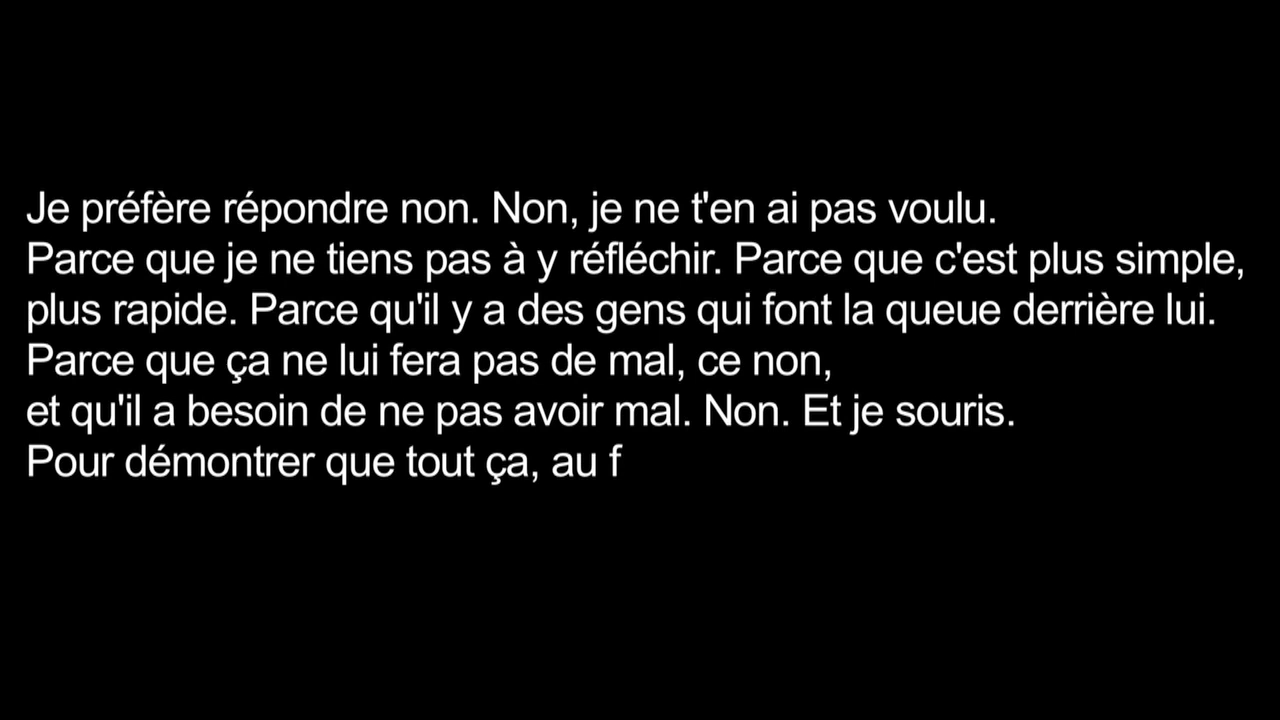 Je préfère répondre non. Non, je ne t'en ai pas voulu.
Parce que je ne tiens pas à y réfléchir. Parce que c'est plus simple,
plus rapide. Parce qu'il y a des gens qui font la queue derrière lui.
Parce que ça ne lui fera pas de mal, ce non,
et qu'il a besoin de ne pas avoir mal. Non. Et je souris.
Pour démontrer que tout ça, au f